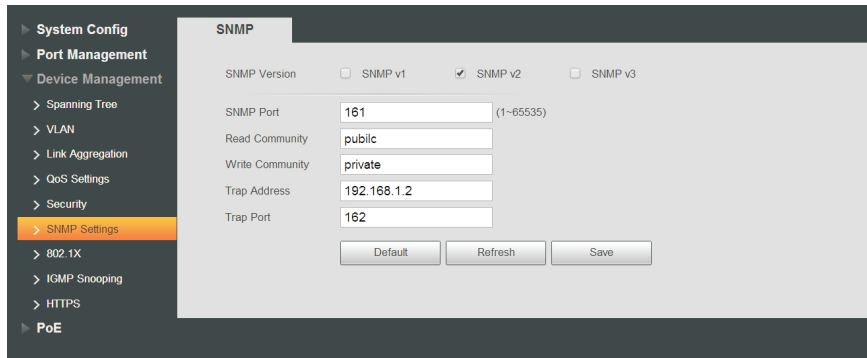 SNMP
System Config
Port Management
Device Management
Spanning Tree
VLAN
Link Aggregation
QoS Settings
Security
SNMP Settings
802.1X
IGMP Snooping
HTTPS
PoE
SNMP Version SNMP v1 SNMP v2 SNMP v3
SNMP Port 161 (1~65535)
Read Community pubilc
Write Community private
Trap Address 192.168.1.2
Trap Port 162
Default Refresh Save